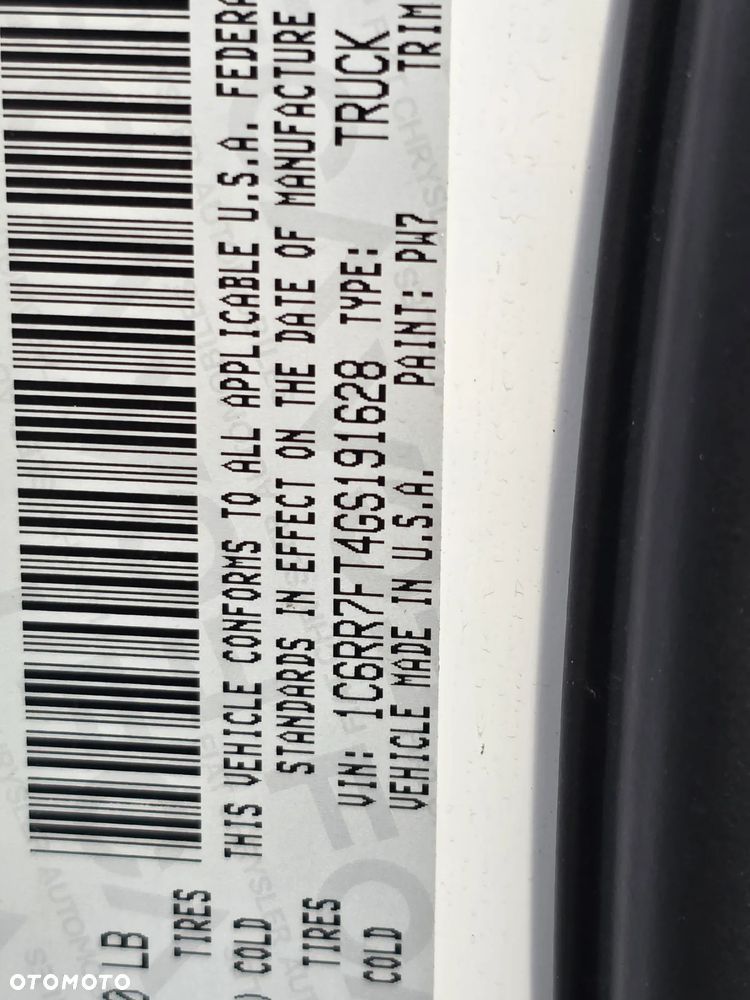 0 LB
TIRES
COLD
TIRES
COLD
THIS VEHICLE CONFORMS TO ALL APPLICABLE U.S.A. FEDERA
STANDARDS IN EFFECT ON THE DATE OF MANUFACTURE
VIN: 1C6RR7FT4GS191628 TYPE: TRUCK
VEHICLE MADE IN U.S.A. PAINT: PW7 TRIM
OTOMOTO